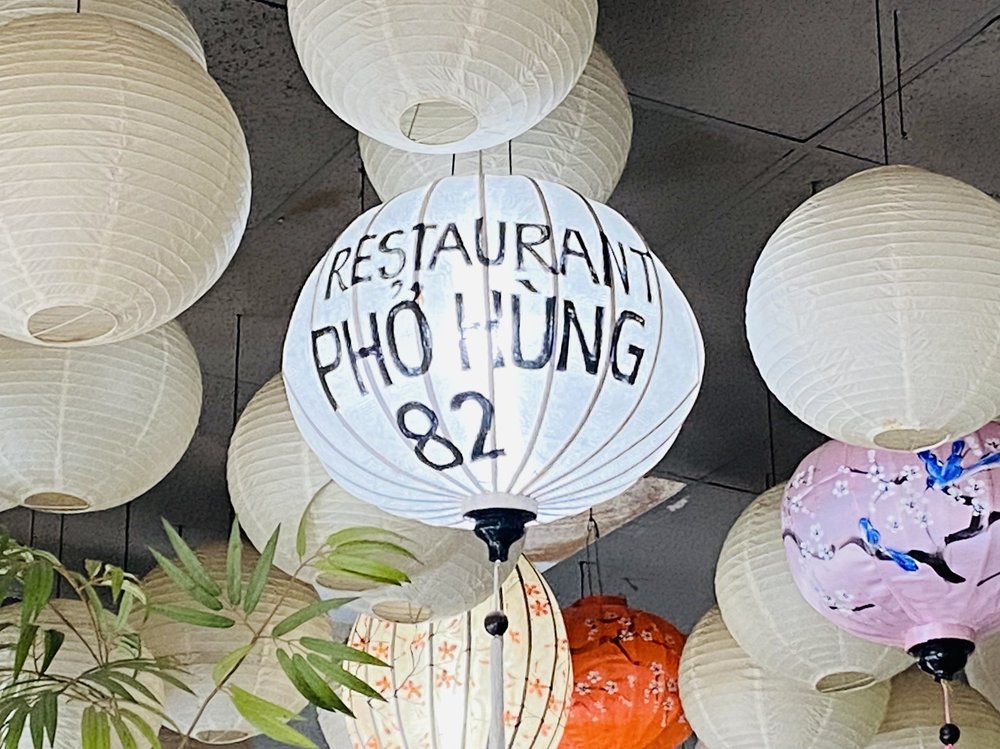 RESTAURANT
PHỞ HÙNG
82